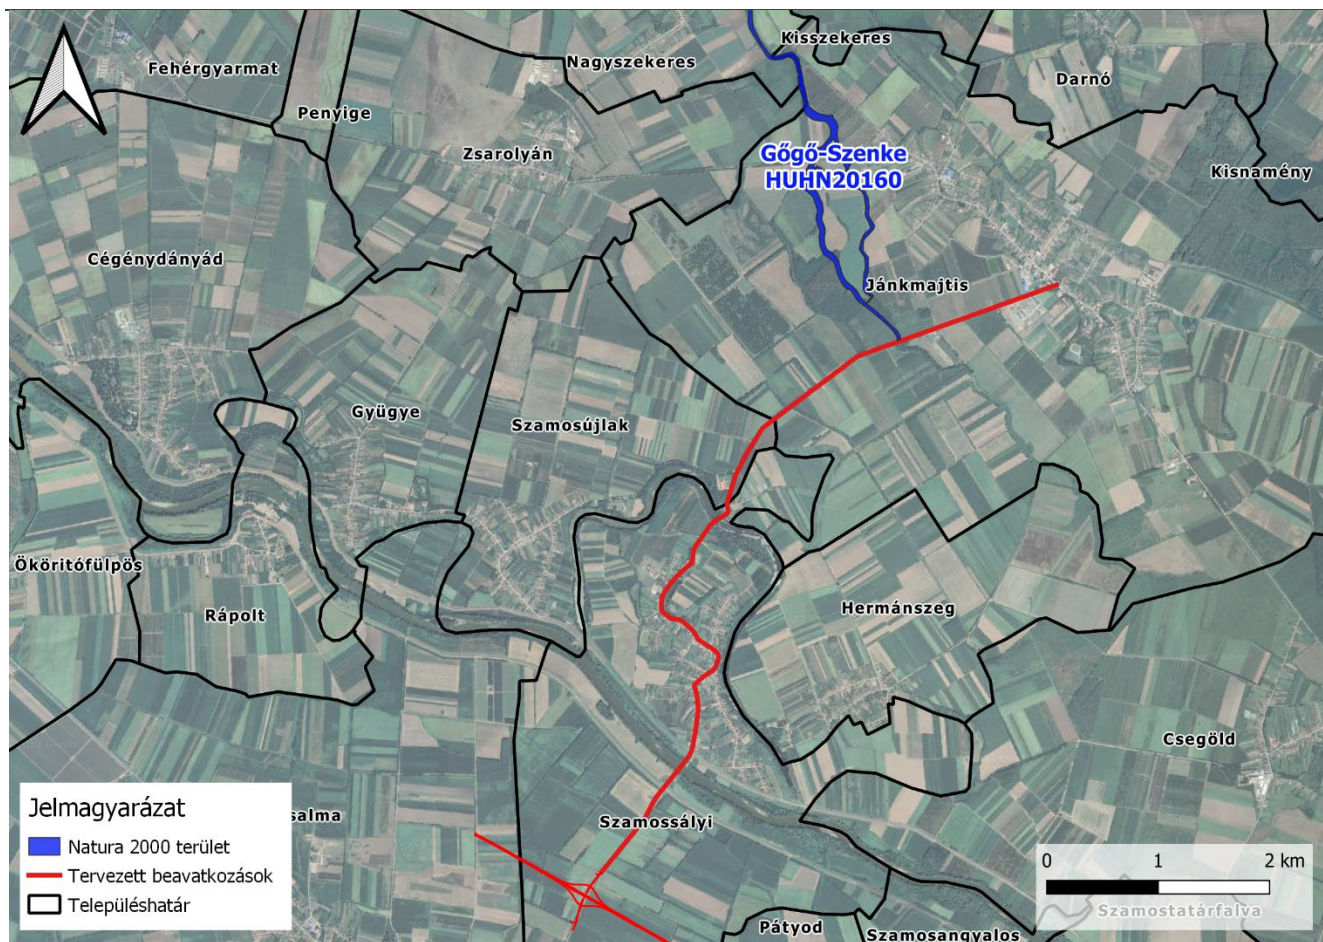 Kisszekeres
Nagyszekeres
Fehérgyarmat
Darnó
Penyige
Zsarolyán
Gőgő-Szenke
HUHN20160
Kisnamény
Cégénydányád
Jánkmajtis
Gyügye
Szamosújlak
Ököritófülpös
Rápolt
Hermánszeg
Csegöld
Szamossályi
salma
Jelmagyarázat
Natura 2000 terület
Tervezett beavatkozások
Településhatár
0 1 2 km
Szamostatárfalva
Pátyod
Szamosangyalos